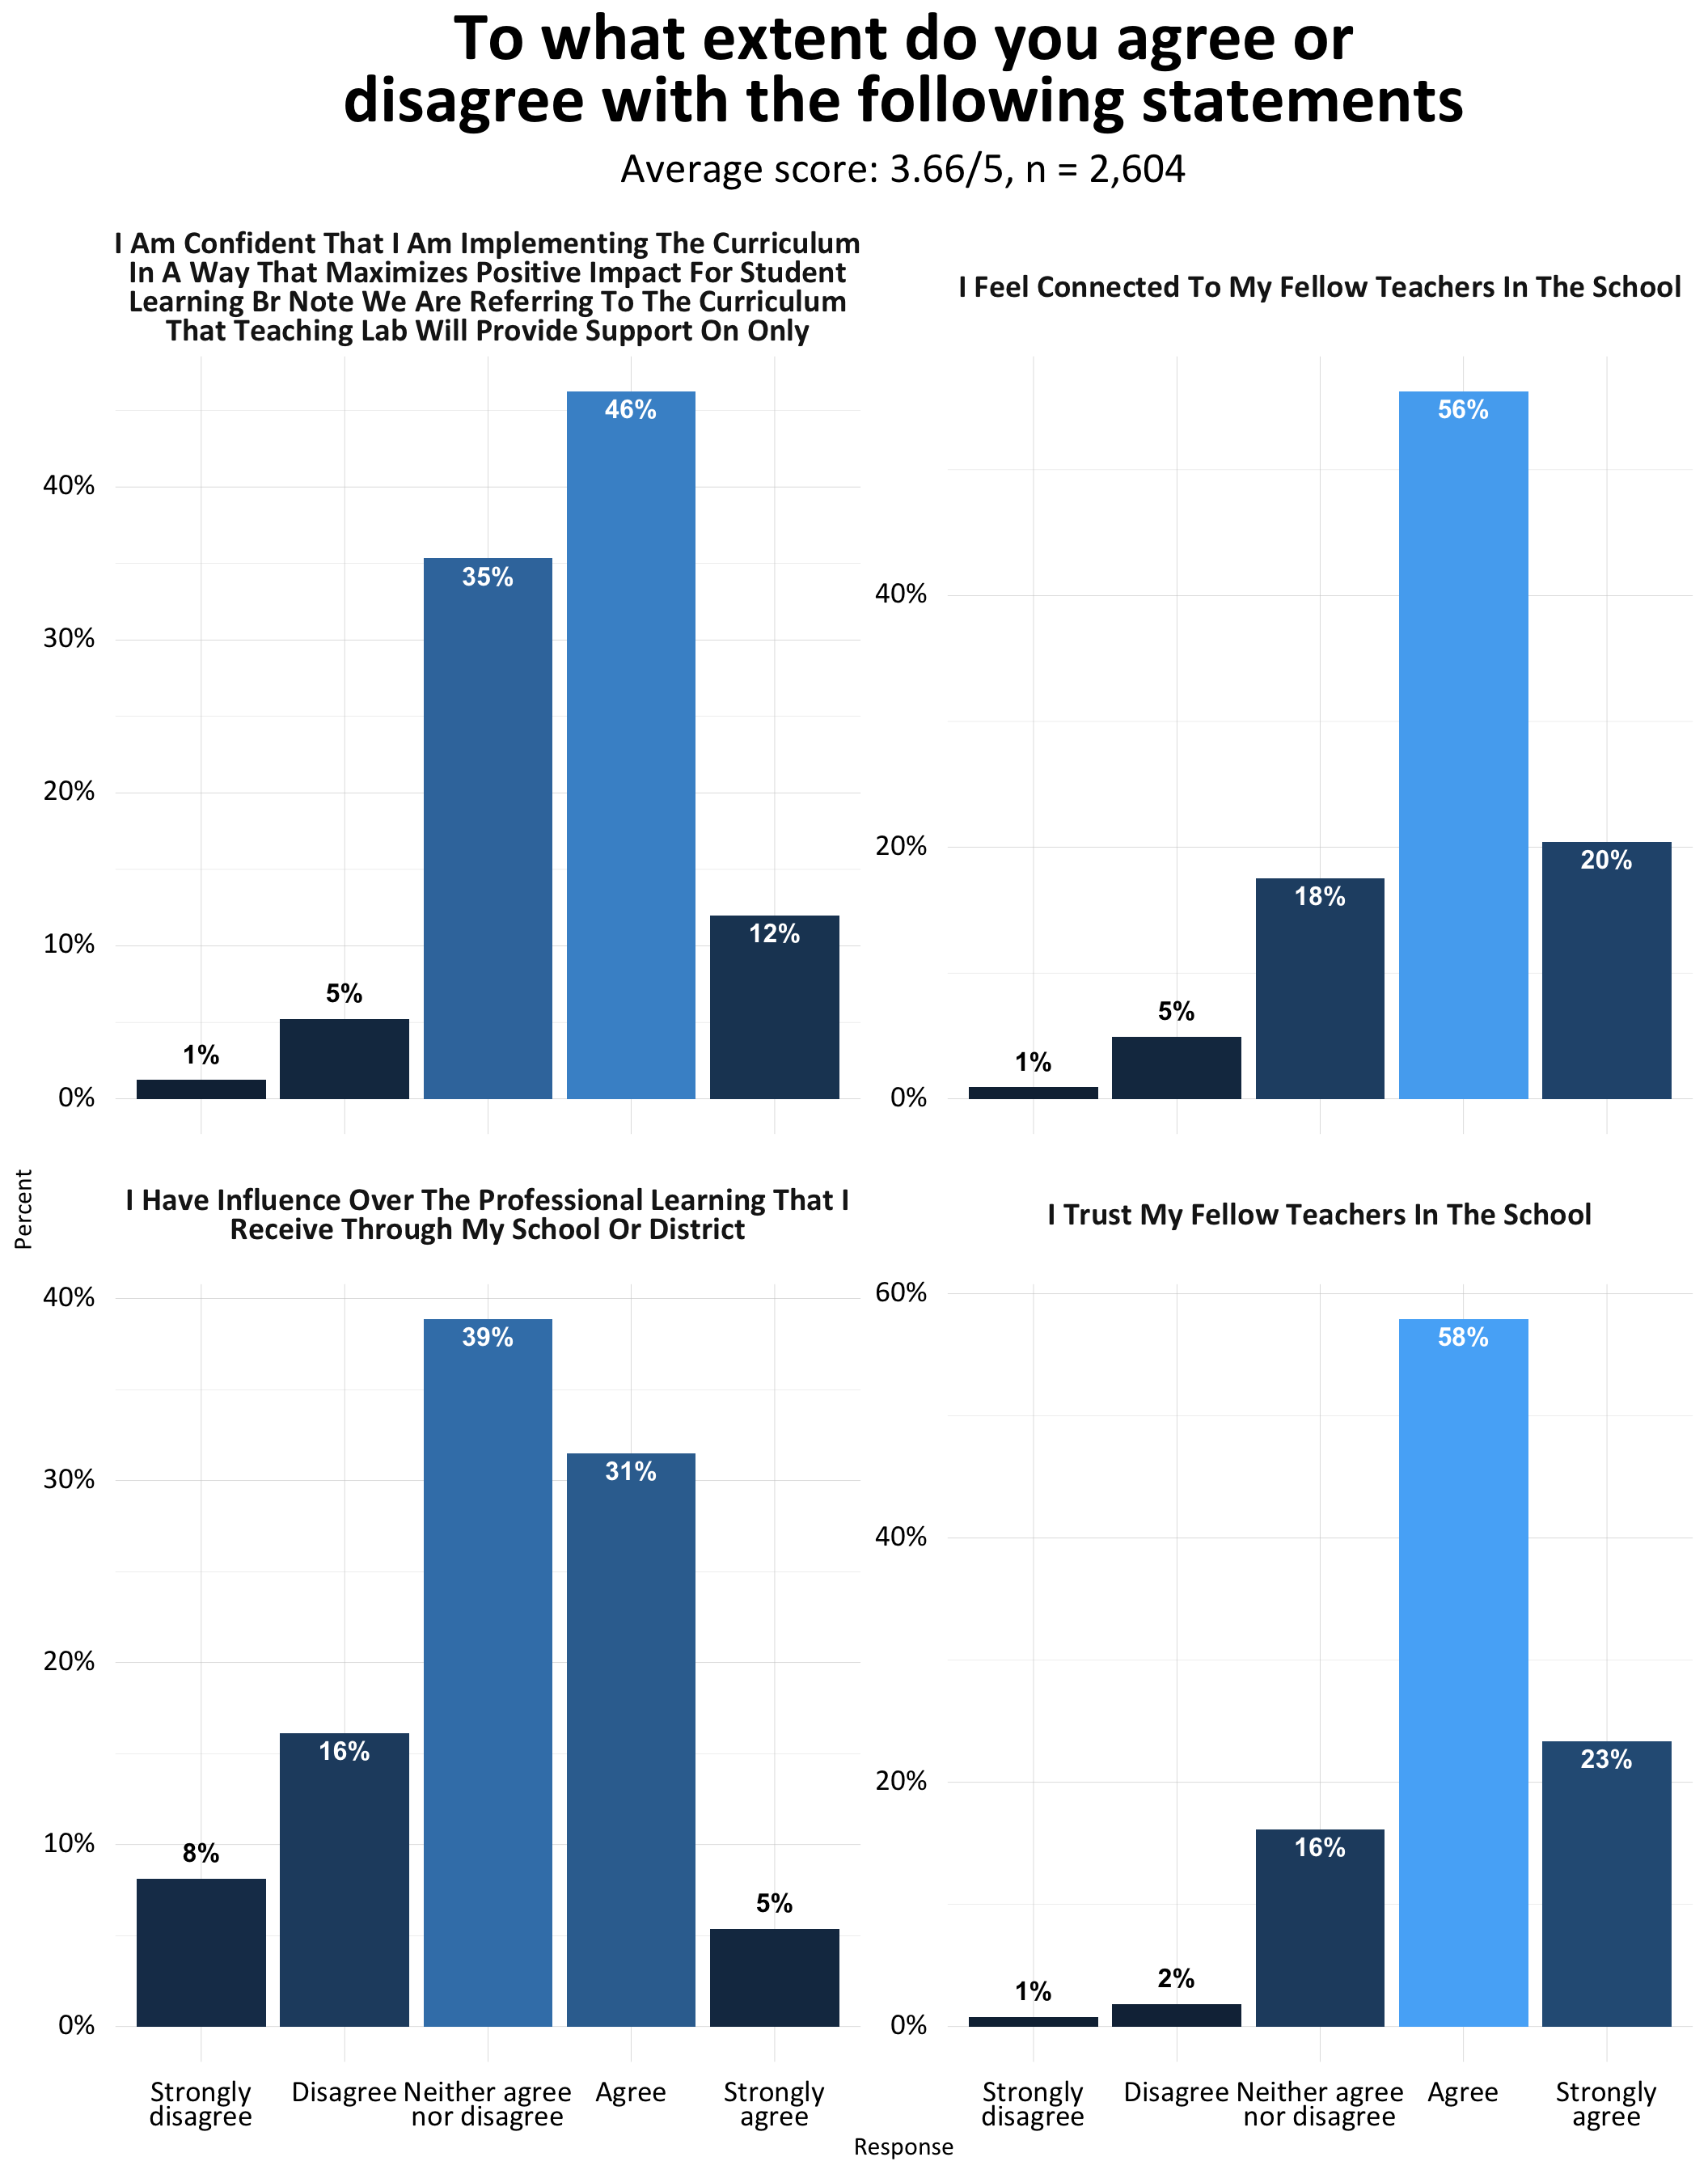 To what extent do you agree or
disagree with the following statements
Average score: 3.66/5, n = 2,604
I Am Confident That I Am Implementing The Curriculum
In A Way That Maximizes Positive Impact For Student
Learning Br Note We Are Referring To The Curriculum
That Teaching Lab Will Provide Support On Only
46%
40%
35%
30%
20%
12%
10%
5%
1%
0%
I Feel Connected To My Fellow Teachers In The School
56%
40%
20%
20%
18%
5%
1%
0%
Percent
I Have Influence Over The Professional Learning That I
Receive Through My School Or District
40%
39%
31%
30%
20%
16%
10%
8%
5%
0%
Strongly
disagree
Disagree
Neither agree
nor disagree
Agree
Strongly
agree
I Trust My Fellow Teachers In The School
60%
58%
40%
23%
20%
16%
2%
1%
0%
Strongly
disagree
Disagree
Neither agree
nor disagree
Agree
Strongly
agree
Response